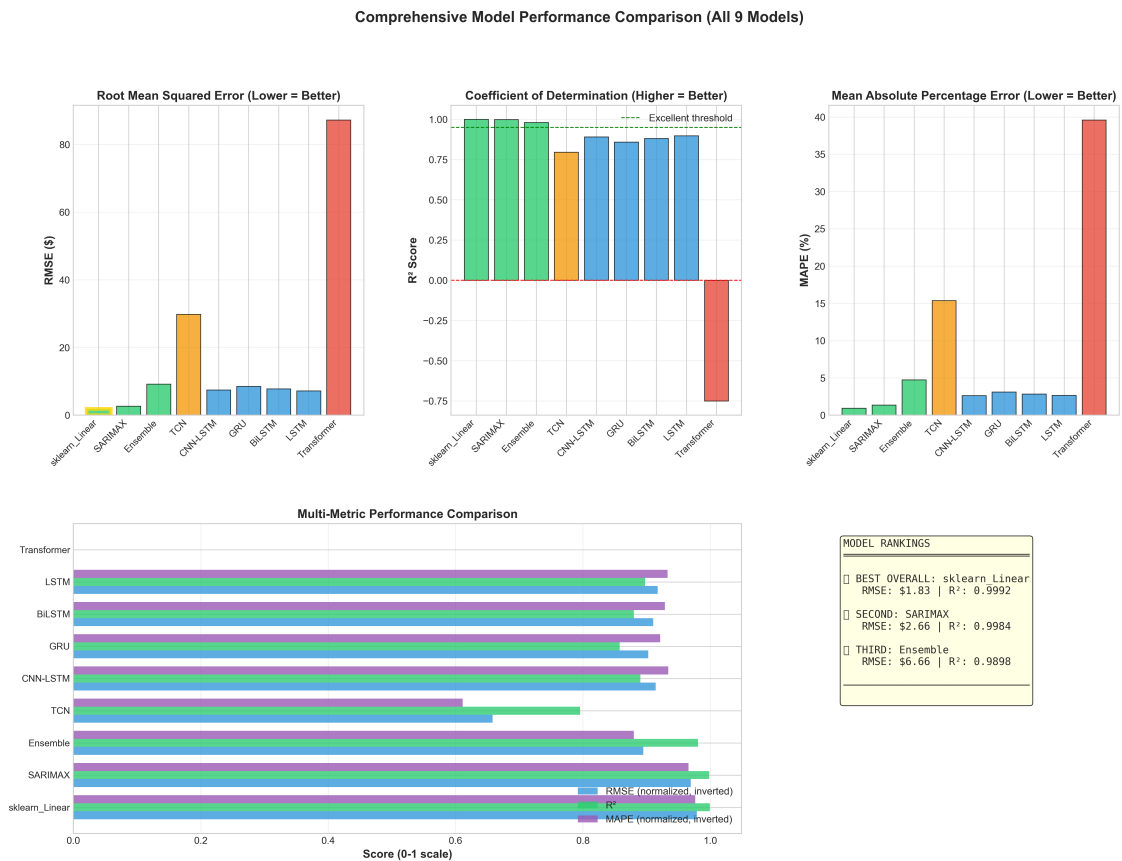 Comprehensive Model Performance Comparison (All 9 Models)
Root Mean Squared Error (Lower = Better)
RMSE ($)
80
60
40
20
0
sklearn_Linear
SARIMAX
Ensemble
TCN
CNN-LSTM
GRU
BiLSTM
LSTM
Transformer
Coefficient of Determination (Higher = Better)
Excellent threshold
R² Score
1.00
0.75
0.50
0.25
0.00
−0.25
−0.50
−0.75
sklearn_Linear
SARIMAX
Ensemble
TCN
CNN-LSTM
GRU
BiLSTM
LSTM
Transformer
Mean Absolute Percentage Error (Lower = Better)
MAPE (%)
40
35
30
25
20
15
10
5
0
sklearn_Linear
SARIMAX
Ensemble
TCN
CNN-LSTM
GRU
BiLSTM
LSTM
Transformer
Multi-Metric Performance Comparison
Transformer
LSTM
BiLSTM
GRU
CNN-LSTM
TCN
Ensemble
SARIMAX
sklearn_Linear
RMSE (normalized, inverted)
R²
MAPE (normalized, inverted)
0.0
0.2
0.4
0.6
0.8
1.0
Score (0-1 scale)
MODEL RANKINGS
BEST OVERALL: sklearn_Linear
RMSE: $1.83 | R²: 0.9992
SECOND: SARIMAX
RMSE: $2.66 | R²: 0.9984
THIRD: Ensemble
RMSE: $6.66 | R²: 0.9898